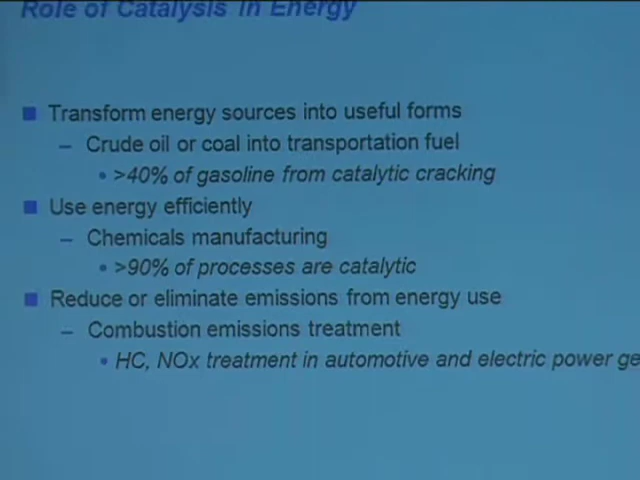 Role of Catalysis in Energy
■ Transform energy sources into useful forms
– Crude oil or coal into transportation fuel
• >40% of gasoline from catalytic cracking
■ Use energy efficiently
– Chemicals manufacturing
• >90% of processes are catalytic
■ Reduce or eliminate emissions from energy use
– Combustion emissions treatment
• HC, NOx treatment in automotive and electric power ge